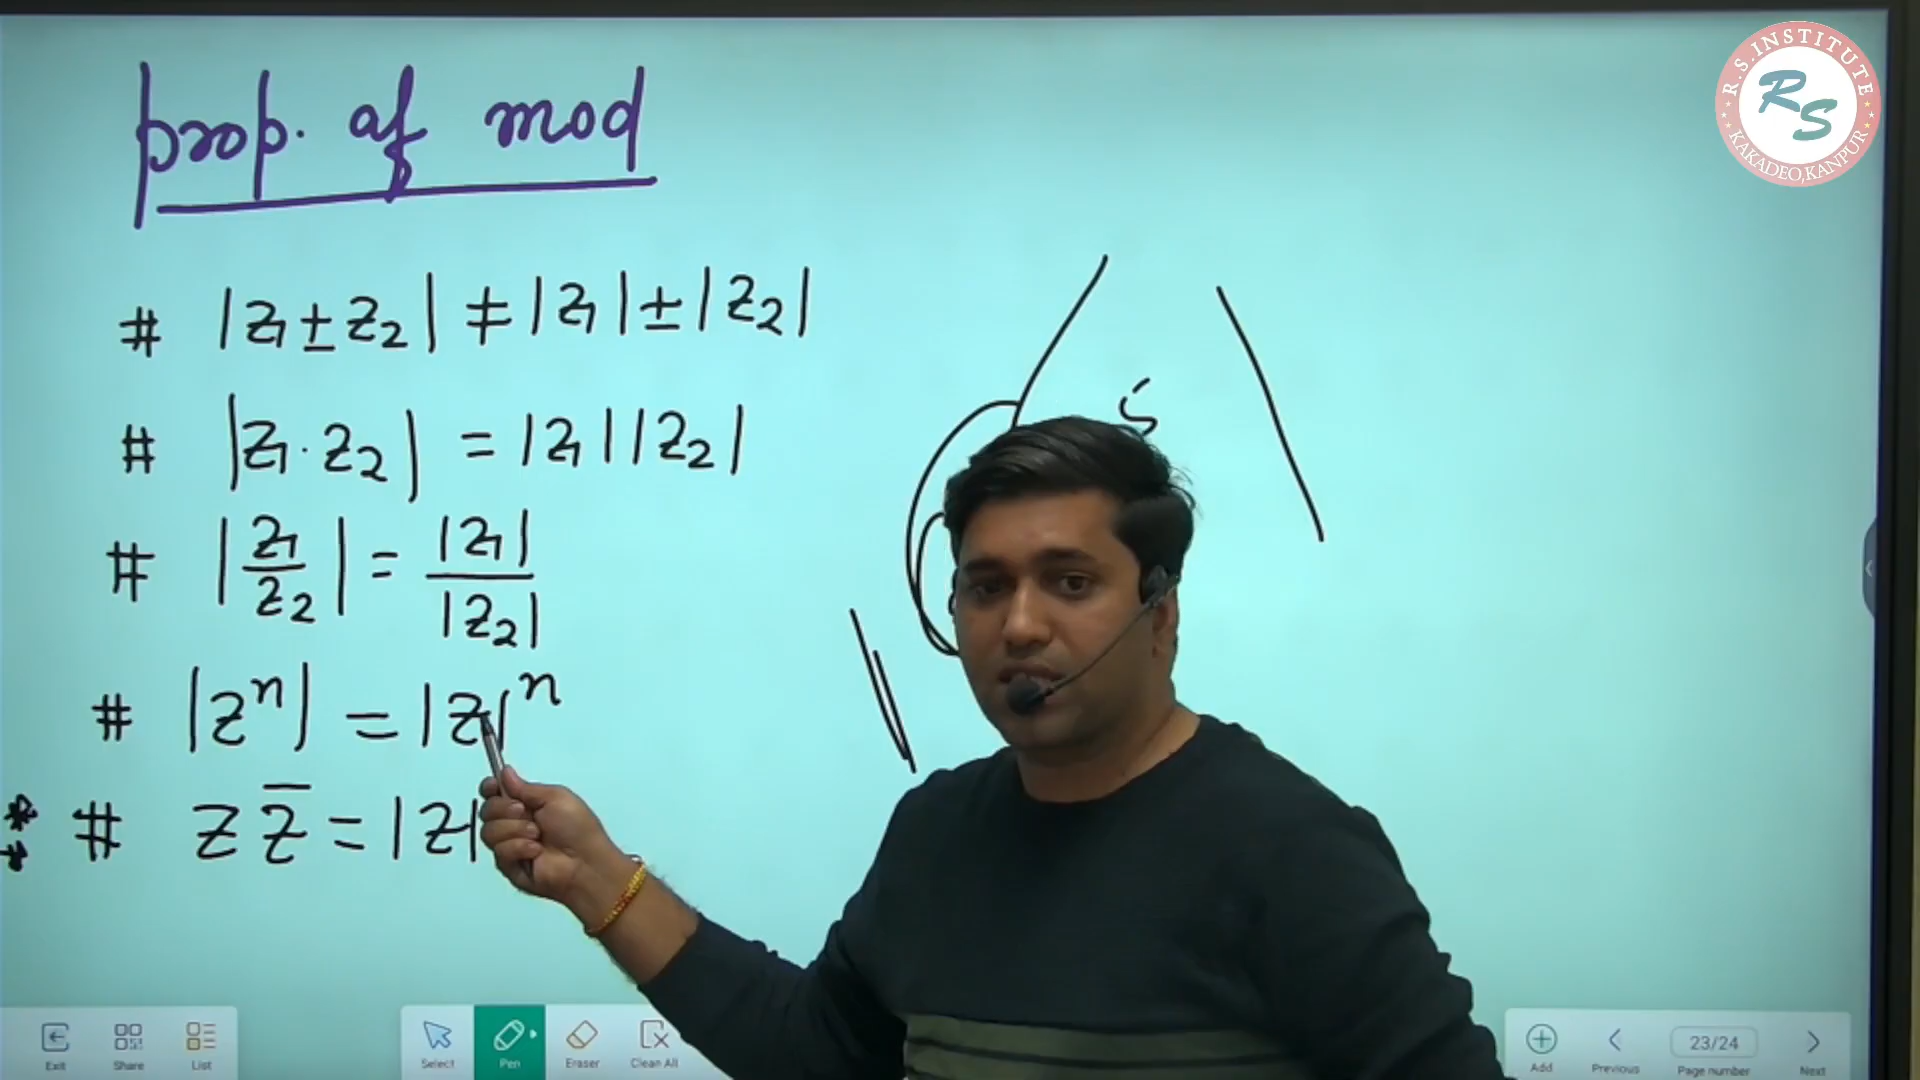 prop. of mod
# |z₁ ± z₂| ≠ |z₁| ± |z₂|
# |z₁ · z₂| = |z₁| |z₂|
# |z₁/z₂| = |z₁|/|z₂|
# |zⁿ| = |z|ⁿ
** # z z̄ = |z|
R.S.INSTITUTE
RS
KAKADEO,KANPUR
Exit
Share
List
Select
Pen
Eraser
Clean All
Add
Previous
23/24
Page number
Next